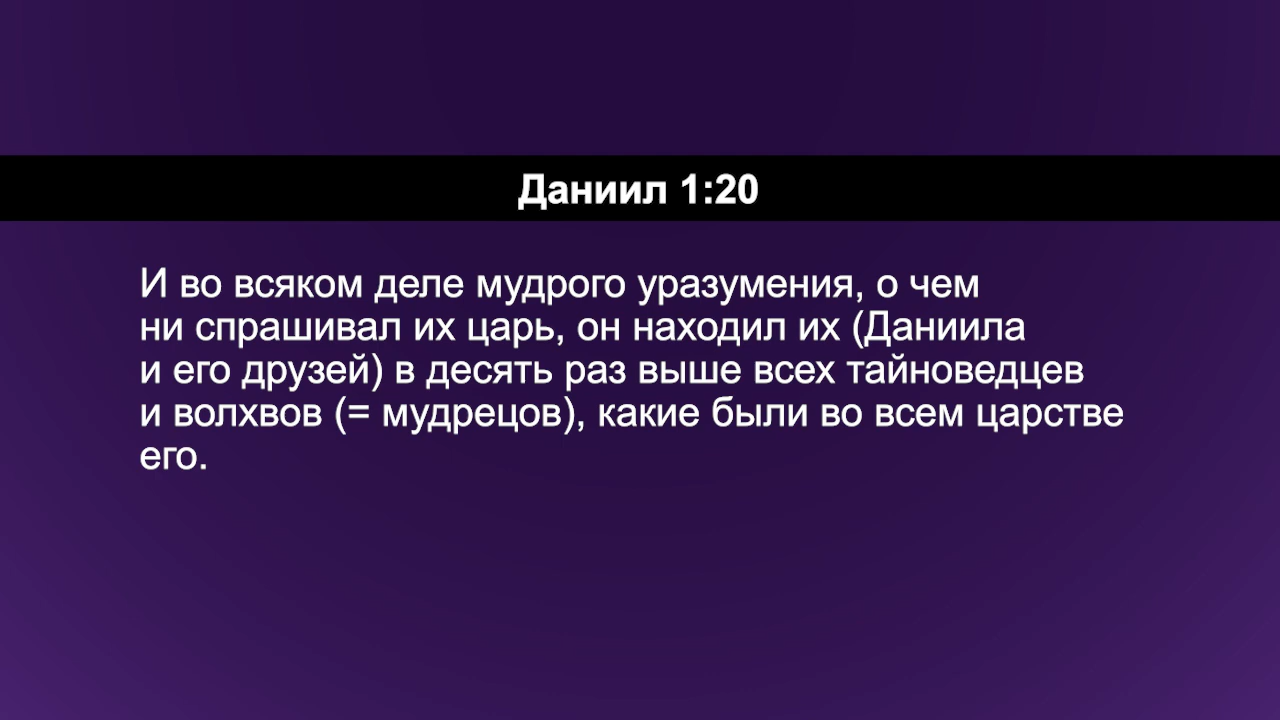 Даниил 1:20
И во всяком деле мудрого уразумения, о чем
ни спрашивал их царь, он находил их (Даниила
и его друзей) в десять раз выше всех тайноведцев
и волхвов (= мудрецов), какие были во всем царстве
его.